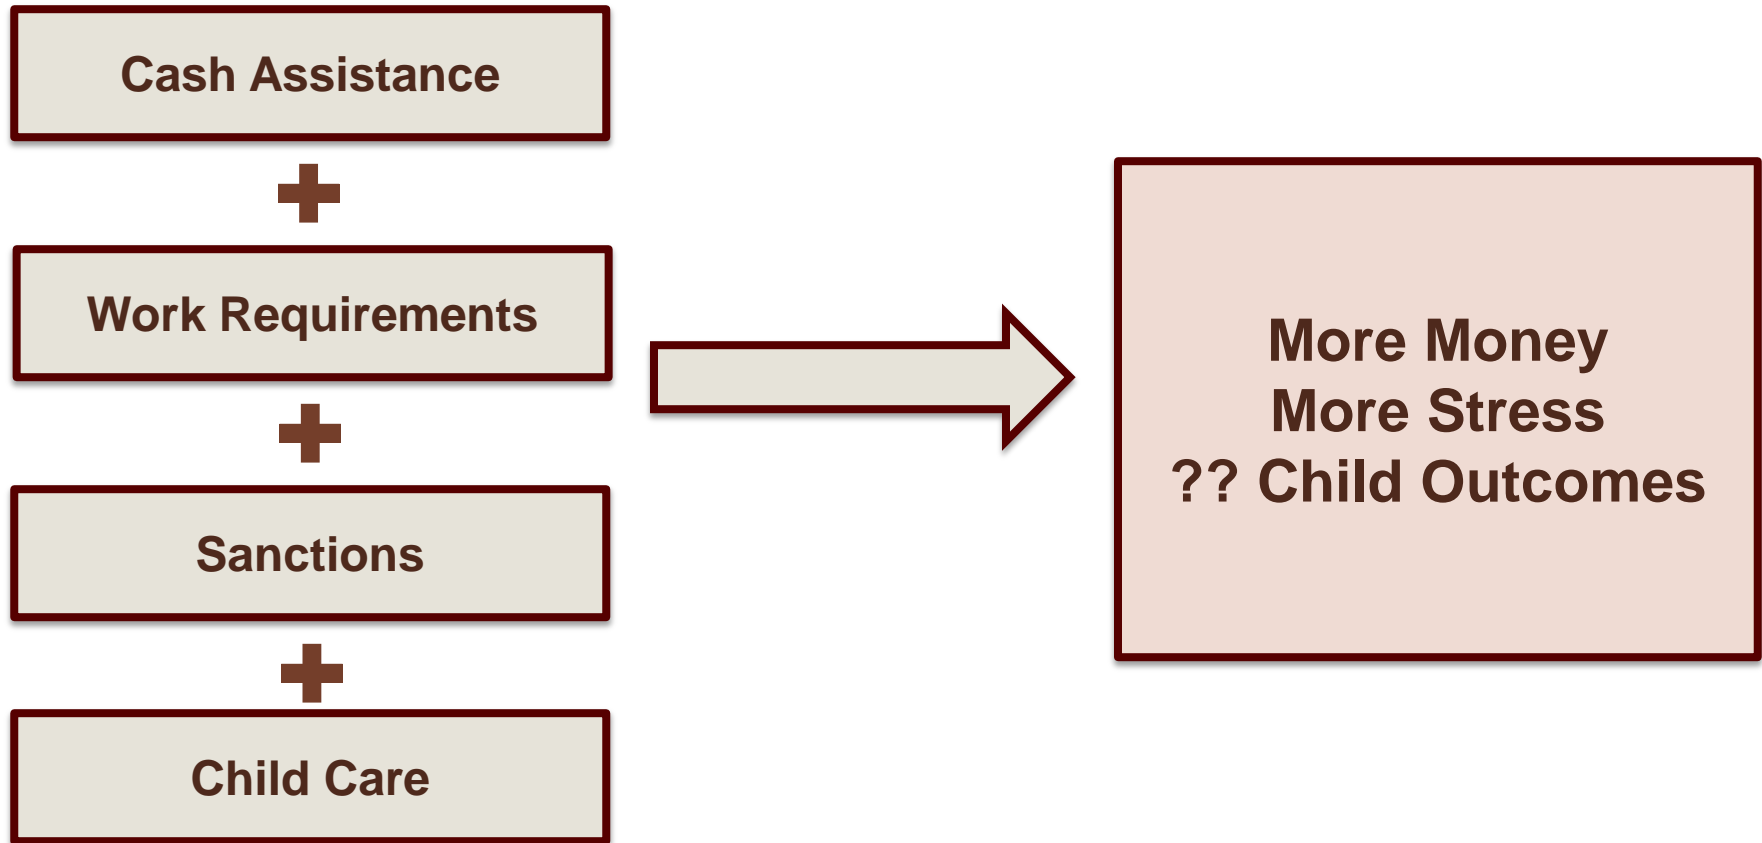 Cash Assistance
Work Requirements
Sanctions
Child Care
More Money
More Stress
?? Child Outcomes